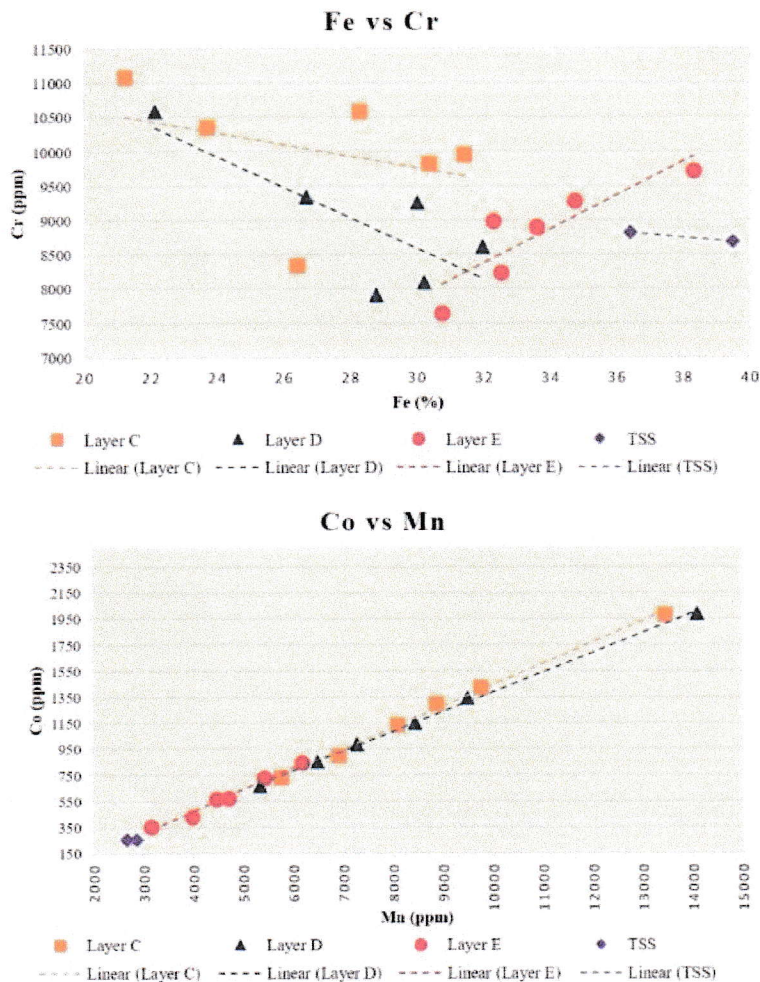 Fe vs Cr
11500
11000
10500
10000
9500
9000
8500
8000
7500
7000
Cr (ppm)
20 22 24 26 28 30 32 34 36 38 40
Fe (%)
Layer C Layer D Layer E TSS
Linear (Layer C) Linear (Layer D) Linear (Layer E) Linear (TSS)
Co vs Mn
2350
2150
1950
1750
1550
1350
1150
950
750
550
350
150
Co (ppm)
2000 3000 4000 5000 6000 7000 8000 9000 10000 11000 12000 13000 14000 15000
Mn (ppm)
Layer C Layer D Layer E TSS
Linear (Layer C) Linear (Layer D) Linear (Layer E) Linear (TSS)